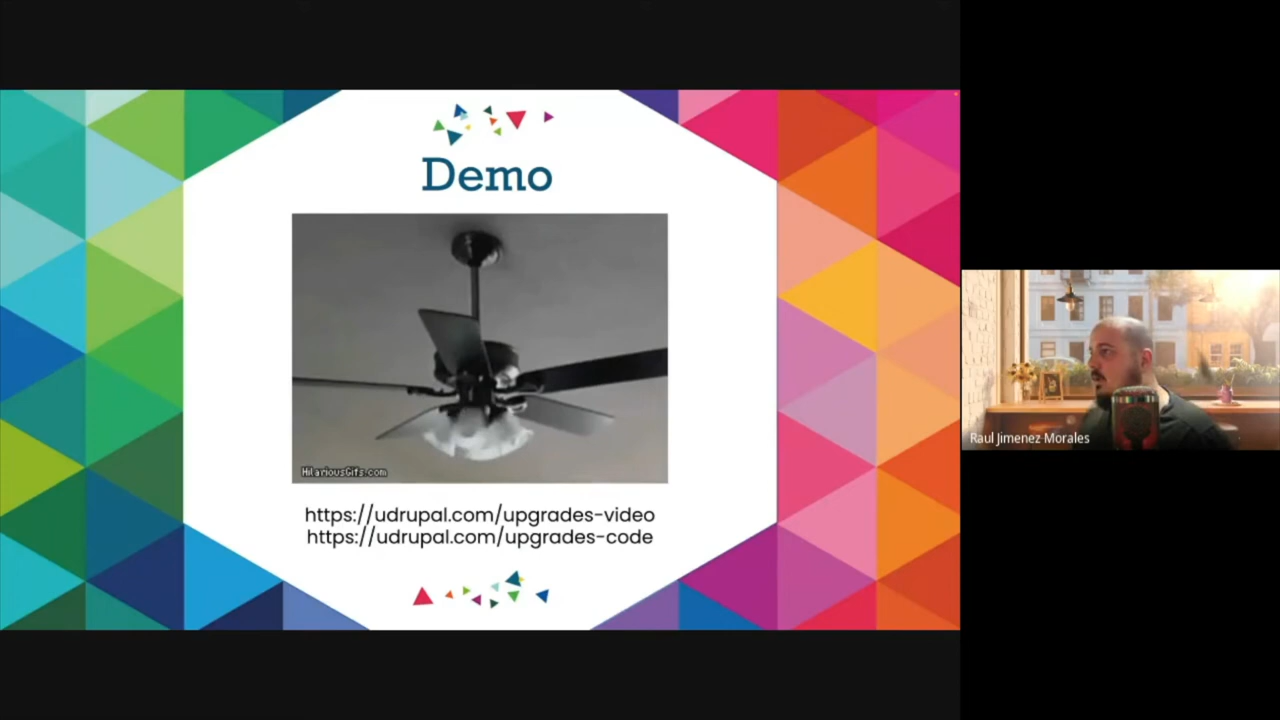 Demo
HilariousGifs.com
https://udrupal.com/upgrades-video
https://udrupal.com/upgrades-code
Raul Jimenez Morales